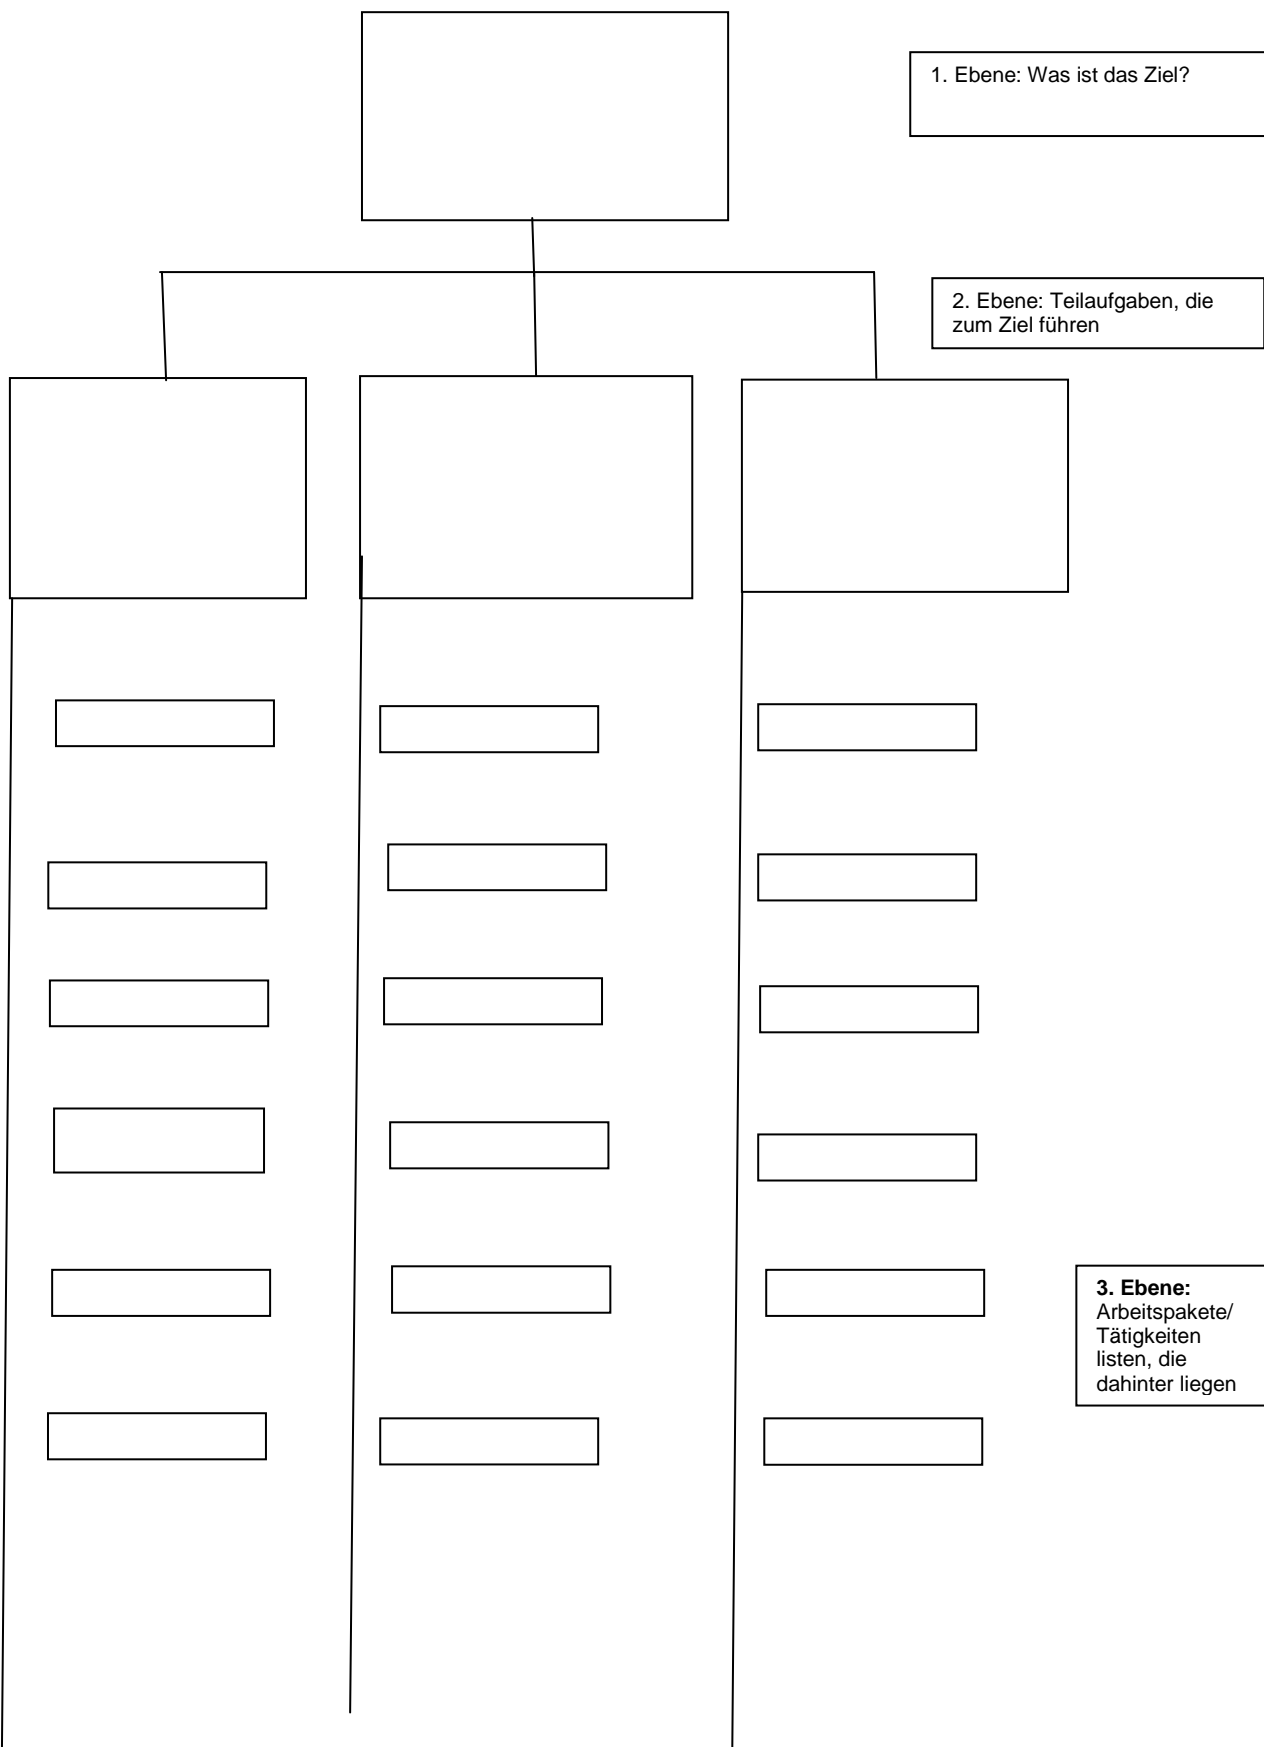 1. Ebene: Was ist das Ziel?
2. Ebene: Teilaufgaben, die
zum Ziel führen
3. Ebene:
Arbeitspakete/
Tätigkeiten
listen, die
dahinter liegen